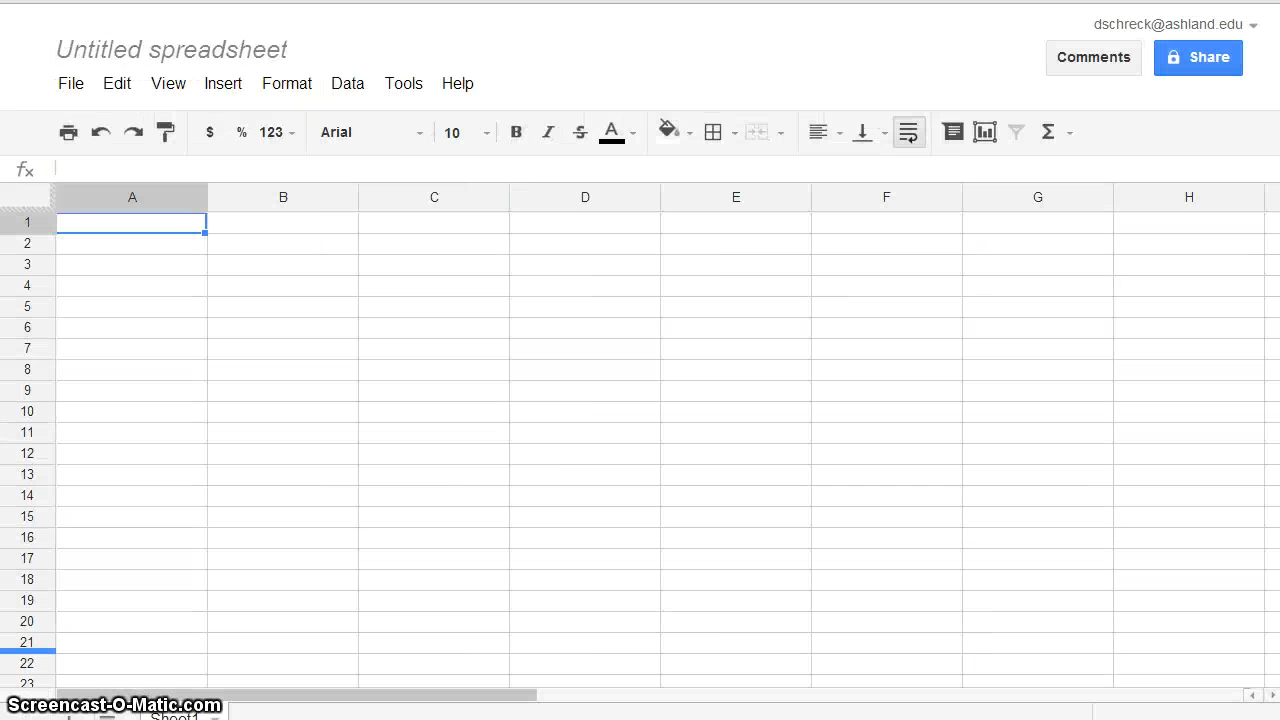 dschreck@ashland.edu
Untitled spreadsheet
Comments Share
File Edit View Insert Format Data Tools Help
$ % 123 Arial 10 B I S A Σ
fx
A B C D E F G H
1
2
3
4
5
6
7
8
9
10
11
12
13
14
15
16
17
18
19
20
21
22
23
Screencast-O-Matic.com
Sheet1